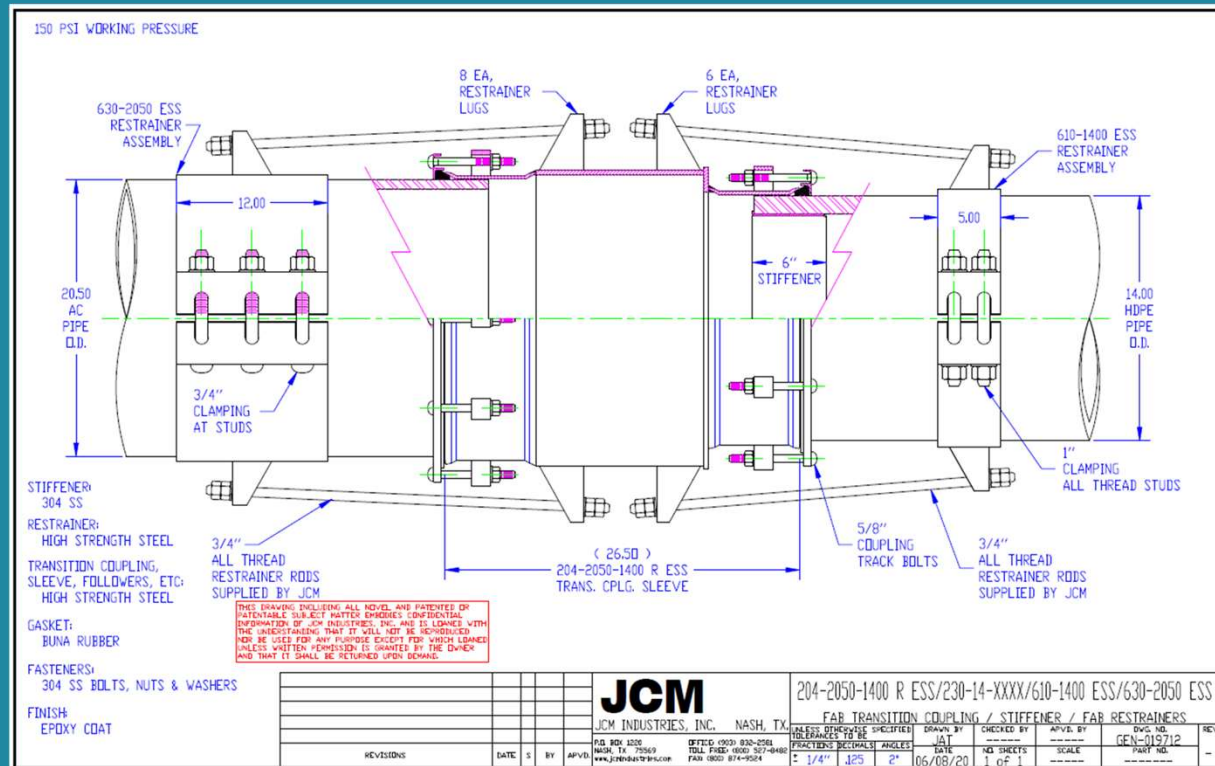 150 PSI WORKING PRESSURE
8 EA,
RESTRAINER
LUGS
6 EA,
RESTRAINER
LUGS
630-2050 ESS
RESTRAINER
ASSEMBLY
610-1400 ESS
RESTRAINER
ASSEMBLY
12.00
5.00
6"
STIFFENER
20.50
AC
PIPE
O.D.
14.00
HDPE
PIPE
O.D.
3/4"
CLAMPING
AT STUDS
1"
CLAMPING
ALL THREAD STUDS
STIFFENER:
304 SS
RESTRAINER:
HIGH STRENGTH STEEL
TRANSITION COUPLING,
SLEEVE, FOLLOWERS, ETC:
HIGH STRENGTH STEEL
GASKET:
BUNA RUBBER
FASTENERS:
304 SS BOLTS, NUTS & WASHERS
FINISH:
EPOXY COAT
3/4"
ALL THREAD
RESTRAINER RODS
SUPPLIED BY JCM
( 26.50 )
204-2050-1400 R ESS
TRANS. CPLG. SLEEVE
5/8"
COUPLING
TRACK BOLTS
3/4"
ALL THREAD
RESTRAINER RODS
SUPPLIED BY JCM
THIS DRAWING INCLUDING ALL NOVEL AND PATENTED OR
PATENTABLE SUBJECT MATTER EMBODIES CONFIDENTIAL
INFORMATION OF JCM INDUSTRIES, INC. AND IS LOANED WITH
THE UNDERSTANDING THAT IT WILL NOT BE REPRODUCED
NOR BE USED FOR ANY PURPOSE EXCEPT FOR WHICH LOANED
UNLESS WRITTEN PERMISSION IS GRANTED BY THE OWNER
AND THAT IT SHALL BE RETURNED UPON DEMAND.
REVISIONS DATE S BY APVD.
JCM
JCM INDUSTRIES, INC. NASH, TX.
P.O. BOX 1220
NASH, TX 75569
www.jcmindustries.com
OFFICE: (903) 832-2581
TOLL FREE: (800) 527-8482
FAX: (800) 874-9524
204-2050-1400 R ESS/230-14-XXXX/610-1400 ESS/630-2050 ESS
FAB TRANSITION COUPLING / STIFFENER / FAB RESTRAINERS
UNLESS OTHERWISE SPECIFIED
TOLERANCES TO BE
FRACTIONS DECIMALS ANGLES
± 1/4" .125 2°
DRAWN BY
JAT
CHECKED BY
-----
APVD. BY
-----
DWG. NO.
GEN-019712
DATE
06/08/20
NO. SHEETS
1 of 1
SCALE
-----
PART NO.
-------